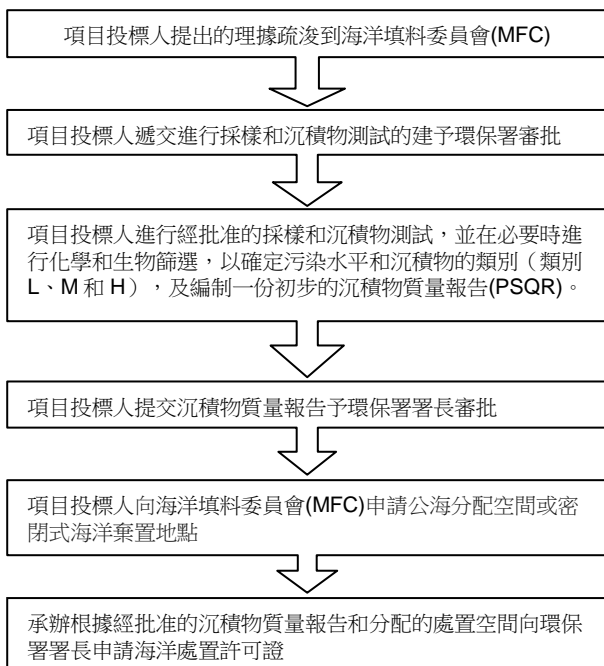 項目投標人提出的理據疏浚到海洋填料委員會(MFC)
項目投標人遞交進行採樣和沉積物測試的建予環保署審批
項目投標人進行經批准的採樣和沉積物測試，並在必要時進
行化學和生物篩選，以確定污染水平和沉積物的類別（類別
L、M 和 H），及編制一份初步的沉積物質量報告(PSQR)。
項目投標人提交沉積物質量報告予環保署署長審批
項目投標人向海洋填料委員會(MFC)申請公海分配空間或密
閉式海洋棄置地點
承辦根據經批准的沉積物質量報告和分配的處置空間向環保
署署長申請海洋處置許可證